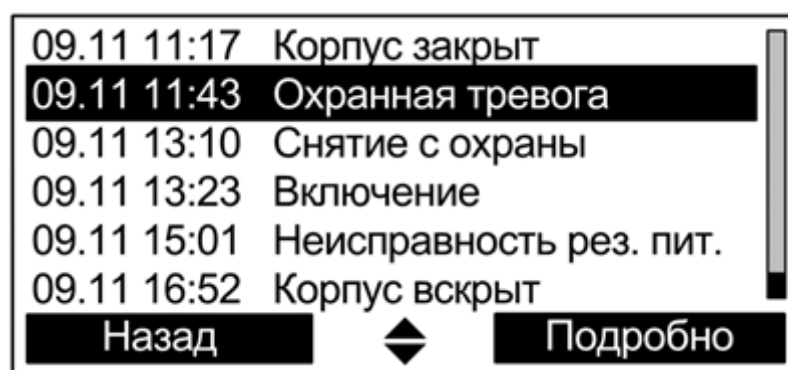 09.11 11:17 Корпус закрыт
09.11 11:43 Охранная тревога
09.11 13:10 Снятие с охраны
09.11 13:23 Включение
09.11 15:01 Неисправность рез. пит.
09.11 16:52 Корпус вскрыт
Назад Подробно